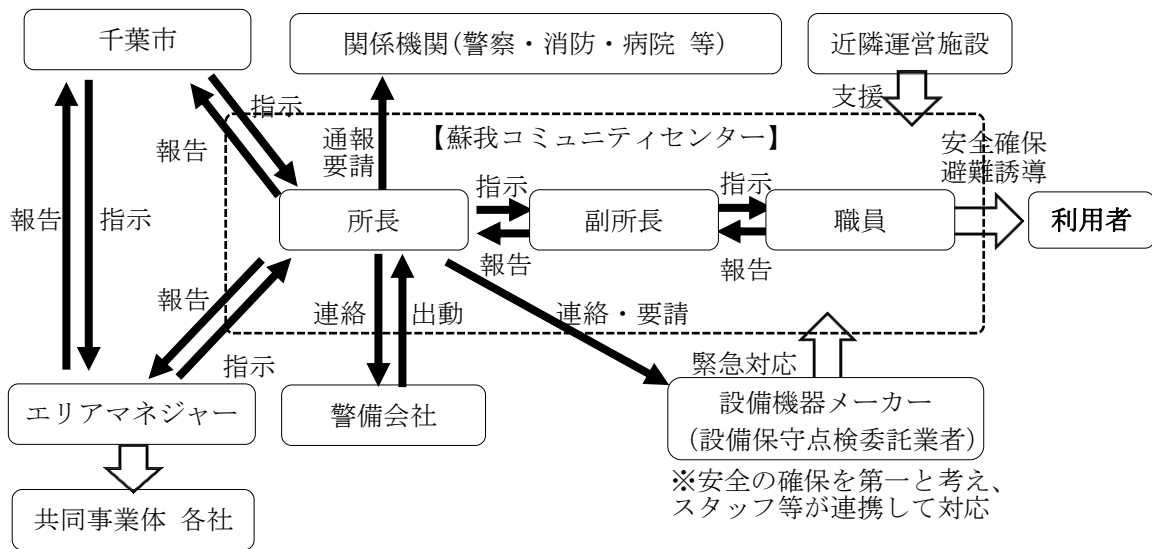 千葉市
関係機関(警察・消防・病院 等)
近隣運営施設
指示
支援
報告
通報
要請
【蘇我コミュニティセンター】
安全確保
避難誘導
報告
指示
所長
指示
報告
副所長
指示
報告
職員
利用者
報告
指示
連絡
出動
連絡・要請
緊急対応
エリアマネジャー
警備会社
設備機器メーカー
(設備保守点検委託業者)
※安全の確保を第一と考え、
スタッフ等が連携して対応
共同事業体 各社